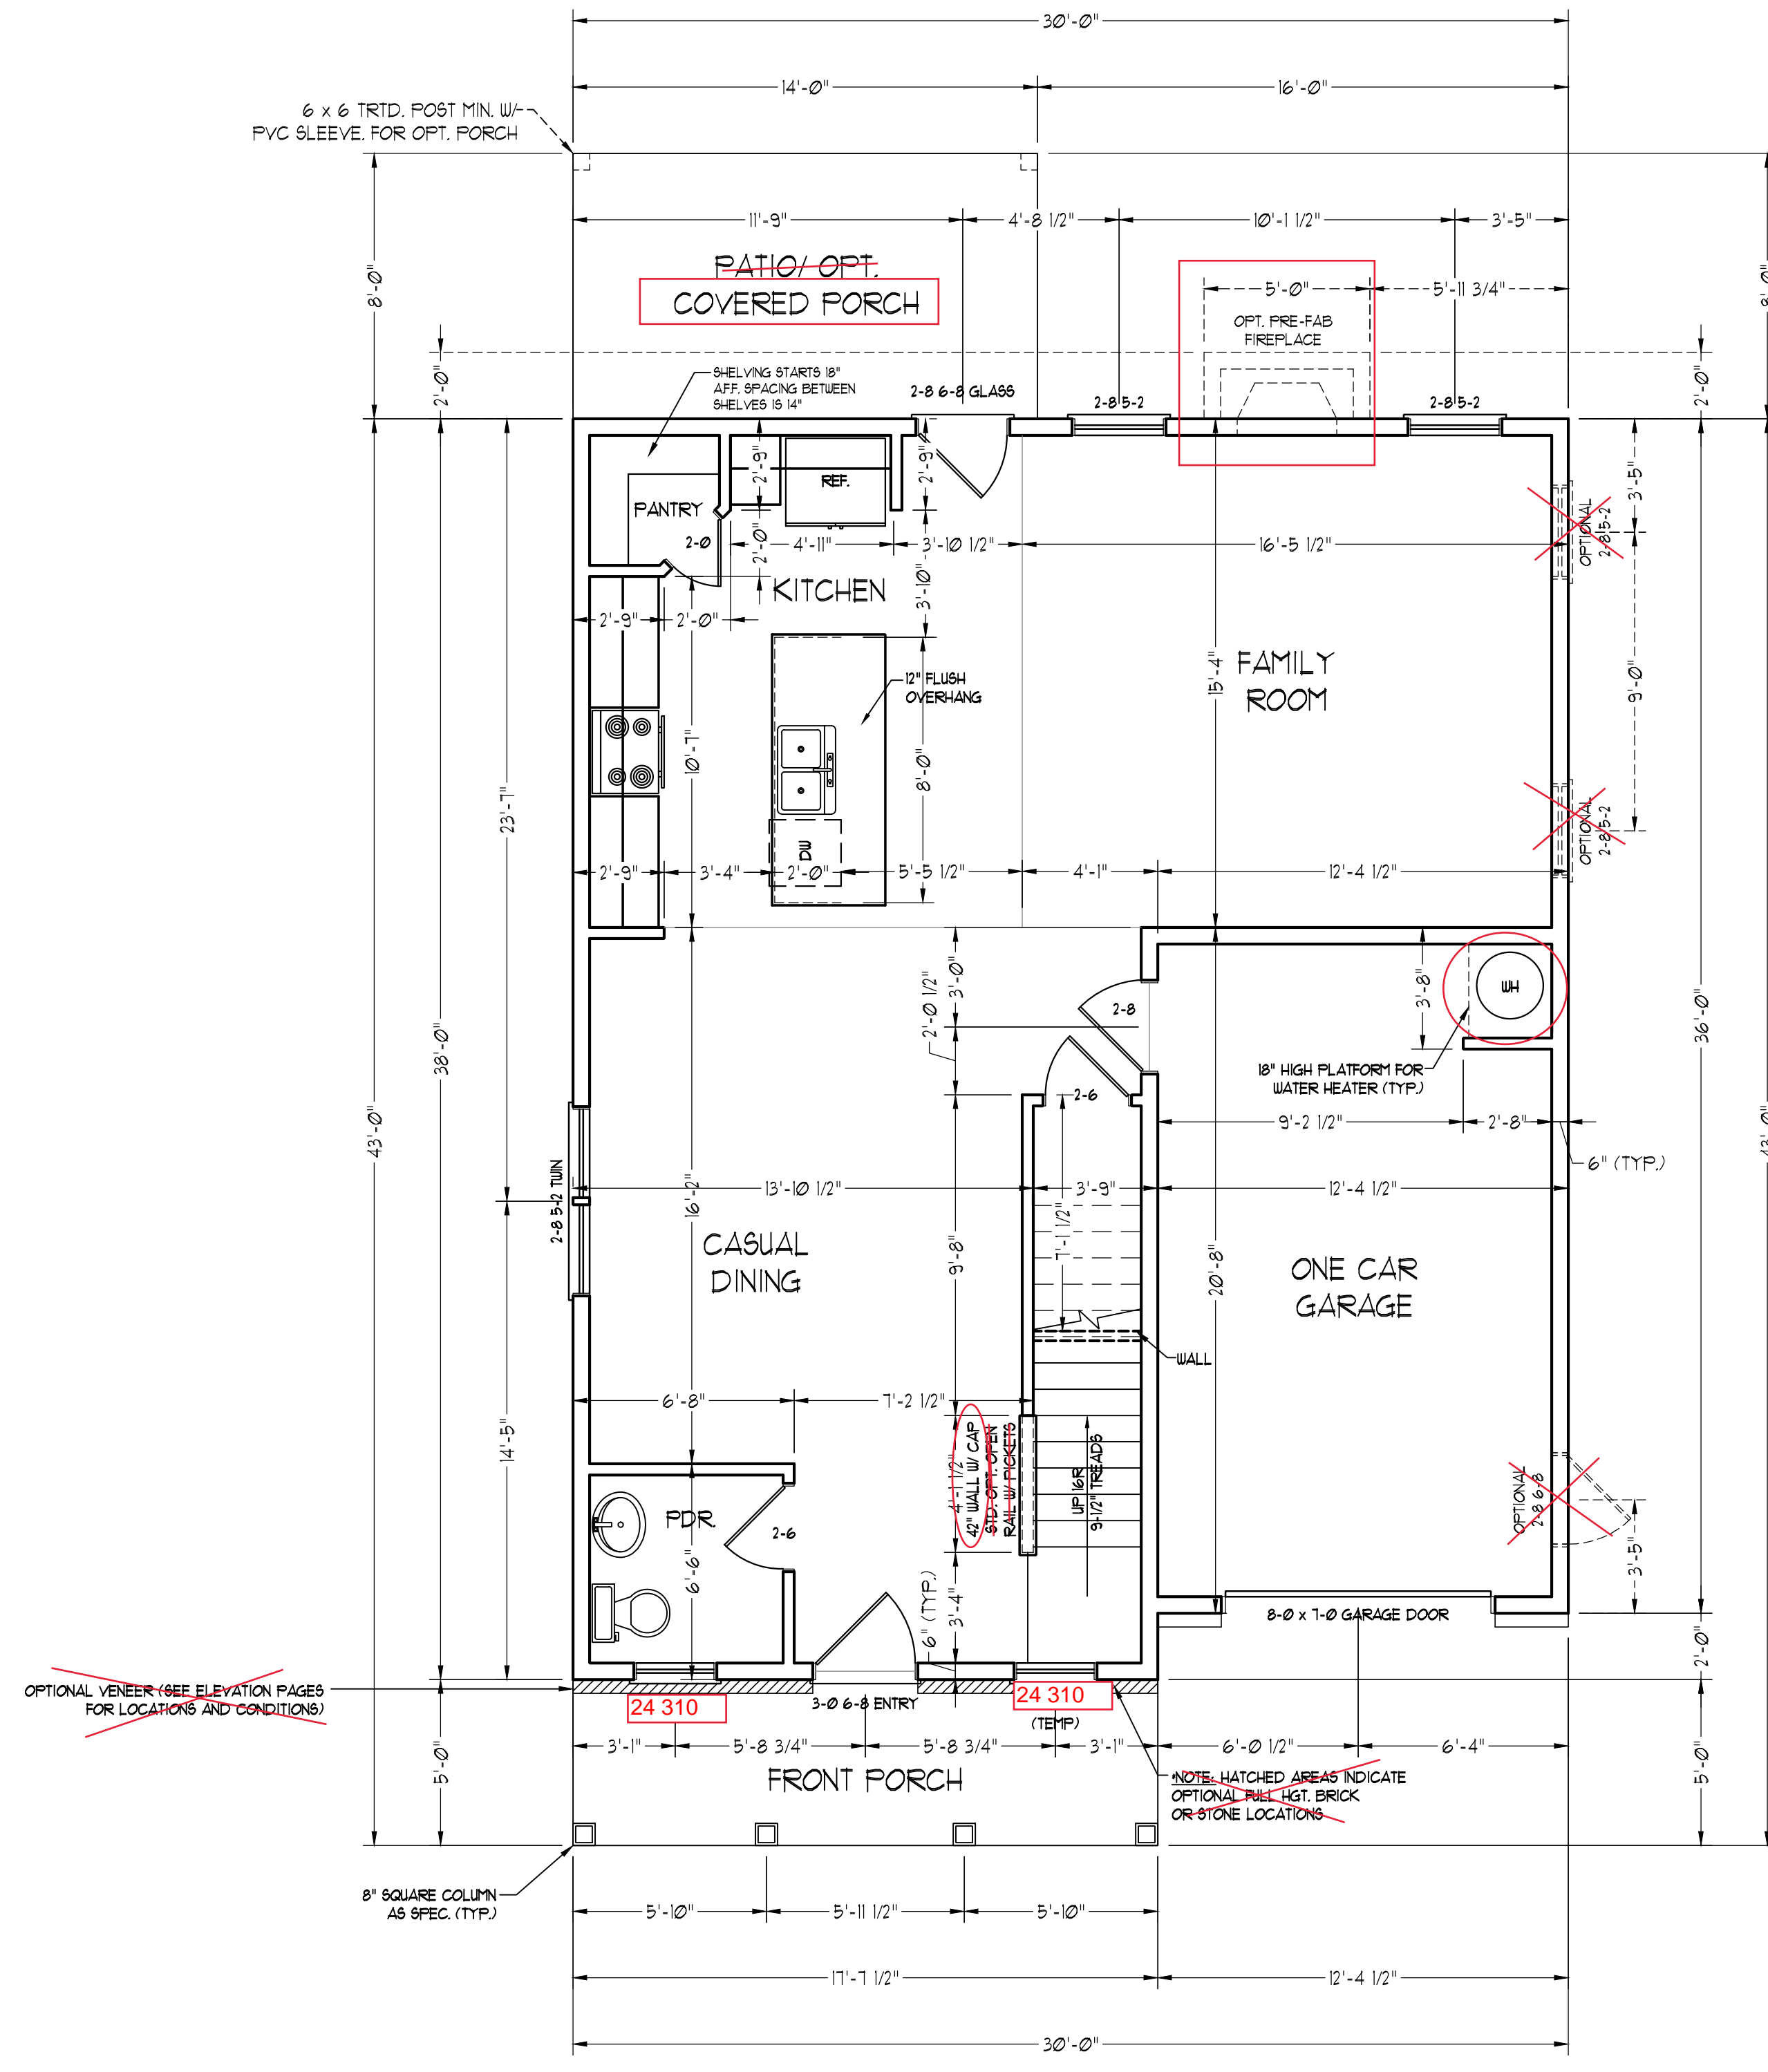 30'-0"
14'-0"
16'-0"
6 x 6 TRTD. POST MIN. W/
PVC SLEEVE. FOR OPT. PORCH
11'-9"
4'-8 1/2"
10'-1 1/2"
3'-5"
8'-0"
8'-0"
PATIO/ OPT.
COVERED PORCH
5'-0"
5'-11 3/4"
OPT. PRE-FAB
FIREPLACE
2'-0"
2'-0"
SHELVING STARTS 18"
A.F.F. SPACING BETWEEN
SHELVES IS 14"
2-8 6-8 GLASS
2-8 5-2
2-8 5-2
2'-9"
REF.
2'-9"
PANTRY
2-0
2'-0"
4'-11"
3'-10 1/2"
16'-5 1/2"
OPTIONAL
2-8 5-2
3'-5"
KITCHEN
3'-10"
2'-9"
2'-0"
12" FLUSH
OVERHANG
FAMILY
ROOM
15'-4"
9'-0"
10'-7"
8'-0"
23'-7"
DW
OPTIONAL
2-8 5-2
2'-9"
3'-4"
2'-0"
5'-5 1/2"
4'-1"
12'-4 1/2"
3'-0"
2'-0 1/2"
2-8
3'-8"
WH
38'-0"
36'-0"
43'-0"
43'-0"
18" HIGH PLATFORM FOR
WATER HEATER (TYP.)
2-6
9'-2 1/2"
2'-8"
6" (TYP.)
2-8 5-2 TWIN
13'-10 1/2"
16'-2"
3'-9"
12'-4 1/2"
7'-1 1/2"
9'-8"
20'-8"
CASUAL
DINING
ONE CAR
GARAGE
WALL
6'-8"
7'-2 1/2"
14'-5"
4'-1 1/2"
42" WALL W/ CAP
STD. OPT. OPEN
RAIL W/ PICKETS
UP 16R
9-1/2" TREADS
OPTIONAL
2-8 6-8
3'-5"
PDR.
2-6
6'-6"
6" (TYP.)
3'-4"
8-0 x 7-0 GARAGE DOOR
2'-0"
OPTIONAL VENEER (SEE ELEVATION PAGES
FOR LOCATIONS AND CONDITIONS)
24 310
3-0 6-8 ENTRY
24 310
(TEMP)
3'-1"
5'-8 3/4"
5'-8 3/4"
3'-1"
6'-0 1/2"
6'-4"
5'-0"
5'-0"
FRONT PORCH
*NOTE: HATCHED AREAS INDICATE
OPTIONAL FULL HGT. BRICK
OR STONE LOCATIONS
8" SQUARE COLUMN
AS SPEC. (TYP.)
5'-10"
5'-11 1/2"
5'-10"
17'-7 1/2"
12'-4 1/2"
30'-0"